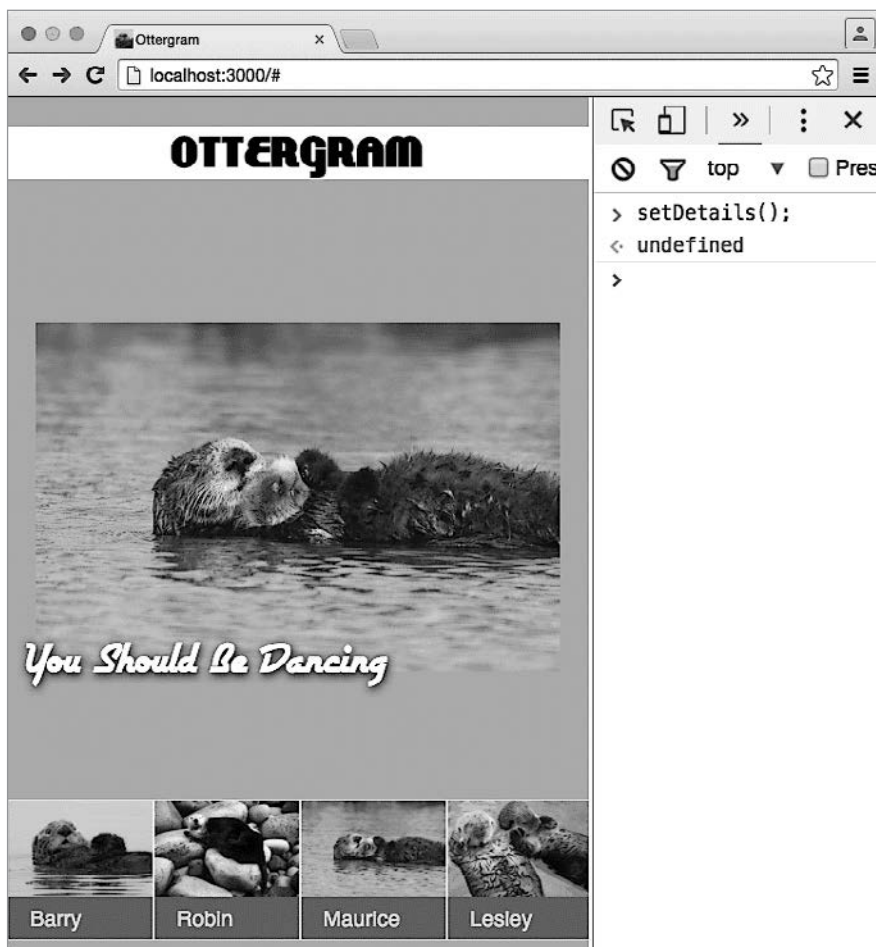 Ottergram
localhost:3000/#
OTTERGRAM
top
Pres
setDetails();
undefined
You Should Be Dancing
Barry Robin Maurice Lesley